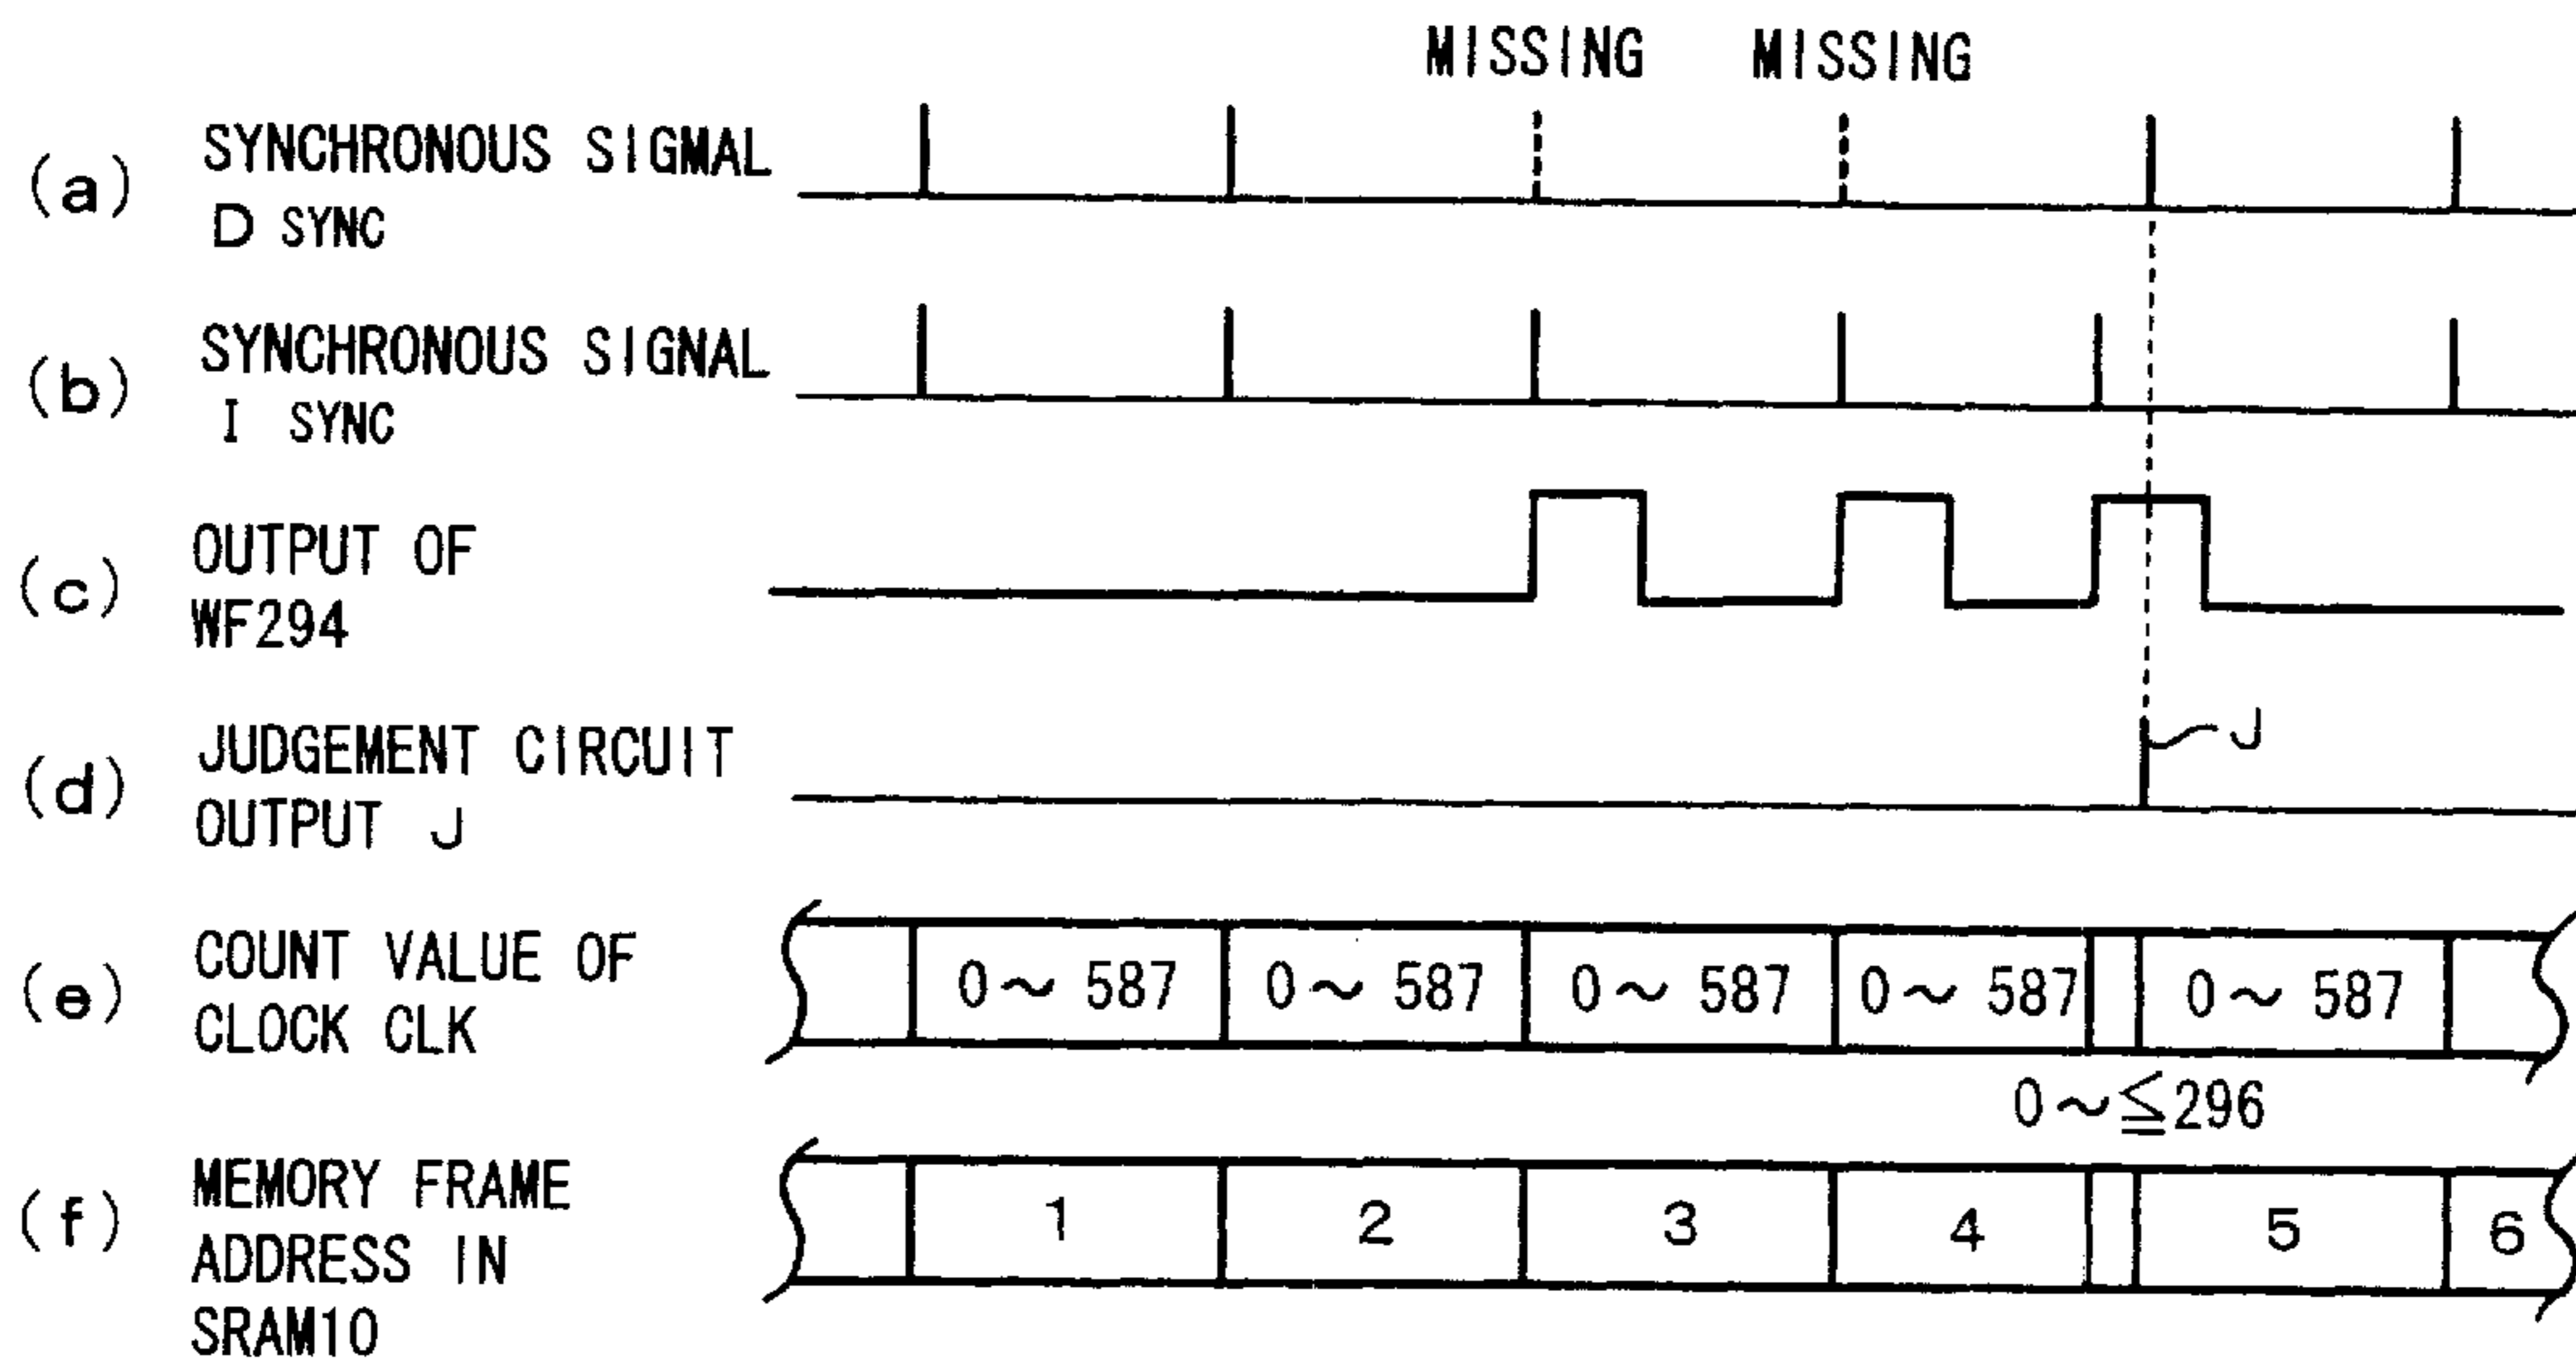 MISSING MISSING
(a) SYNCHRONOUS SIGMAL
D SYNC
(b) SYNCHRONOUS SIGNAL
I SYNC
(c) OUTPUT OF
WF294
(d) JUDGEMENT CIRCUIT
OUTPUT J
J
(e) COUNT VALUE OF
CLOCK CLK
0~587 0~587 0~587 0~587 0~587
0~≦296
(f) MEMORY FRAME
ADDRESS IN
SRAM10
1 2 3 4 5 6